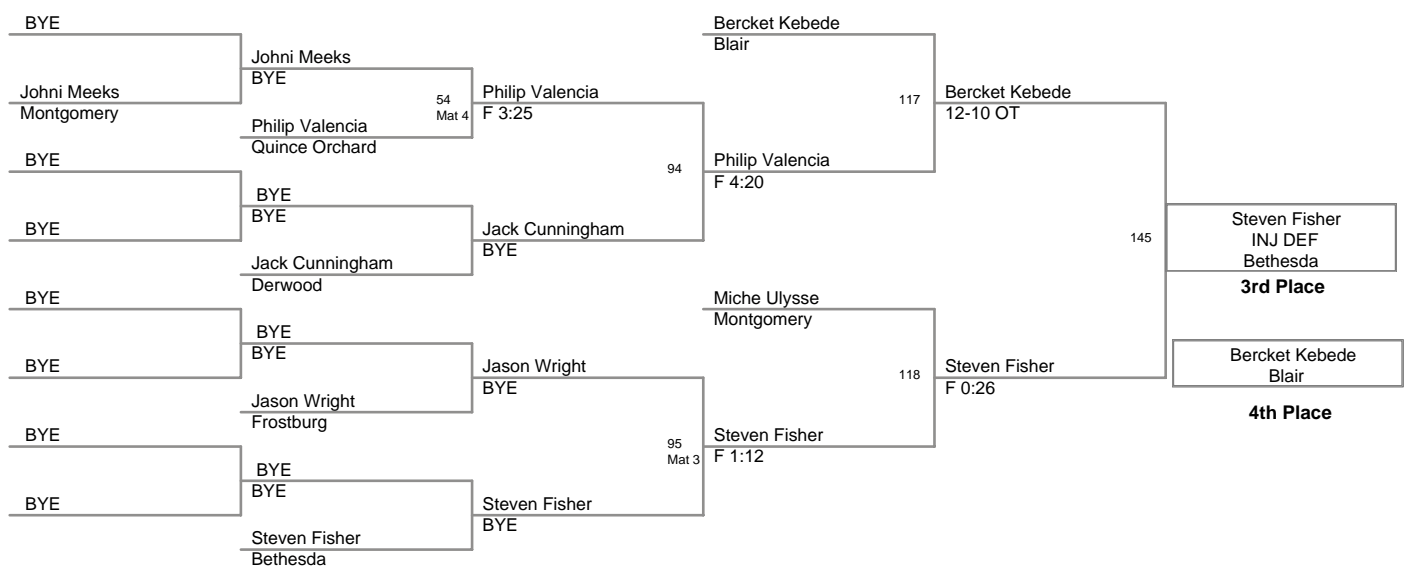 BYE
Johni Meeks
Montgomery
BYE
BYE
BYE
BYE
BYE
BYE
Johni Meeks
BYE
Philip Valencia
Quince Orchard
BYE
BYE
Jack Cunningham
Derwood
BYE
BYE
Jason Wright
Frostburg
BYE
BYE
Steven Fisher
Bethesda
54
Mat 4
Philip Valencia
F 3:25
Jack Cunningham
BYE
Jason Wright
BYE
Steven Fisher
BYE
94
95
Mat 3
Bercket Kebede
Blair
Philip Valencia
F 4:20
Miche Ulysse
Montgomery
Steven Fisher
F 1:12
117
118
Bercket Kebede
12-10 OT
Steven Fisher
F 0:26
145
Steven Fisher
INJ DEF
Bethesda
3rd Place
Bercket Kebede
Blair
4th Place